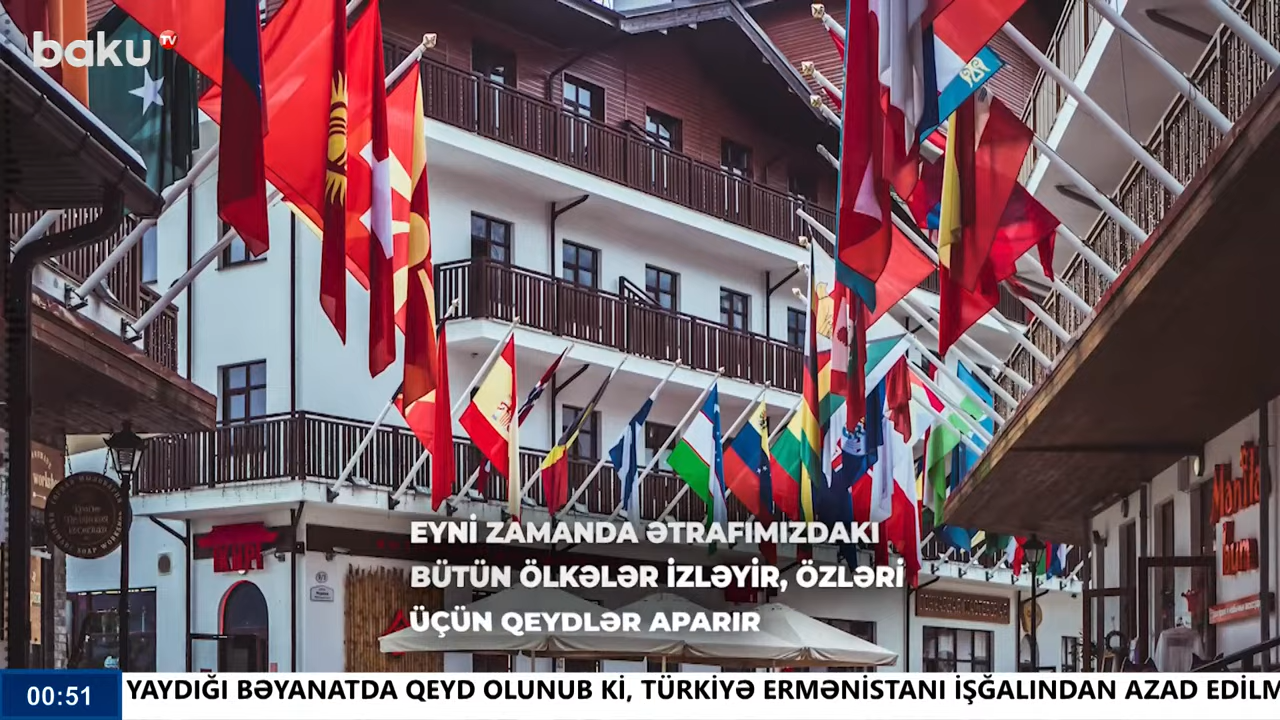 baku TV
EYNİ ZAMANDA ƏTRAFIMIZDAKI
BÜTÜN ÖLKƏLƏR İZLƏYİR, ÖZLƏRİ
ÜÇÜN QEYDLƏR APARIR
00:51
YAYDIĞI BƏYANATDA QEYD OLUNUB Kİ, TÜRKİYƏ ERMƏNİSTANI İŞĞALINDAN AZAD EDİLM